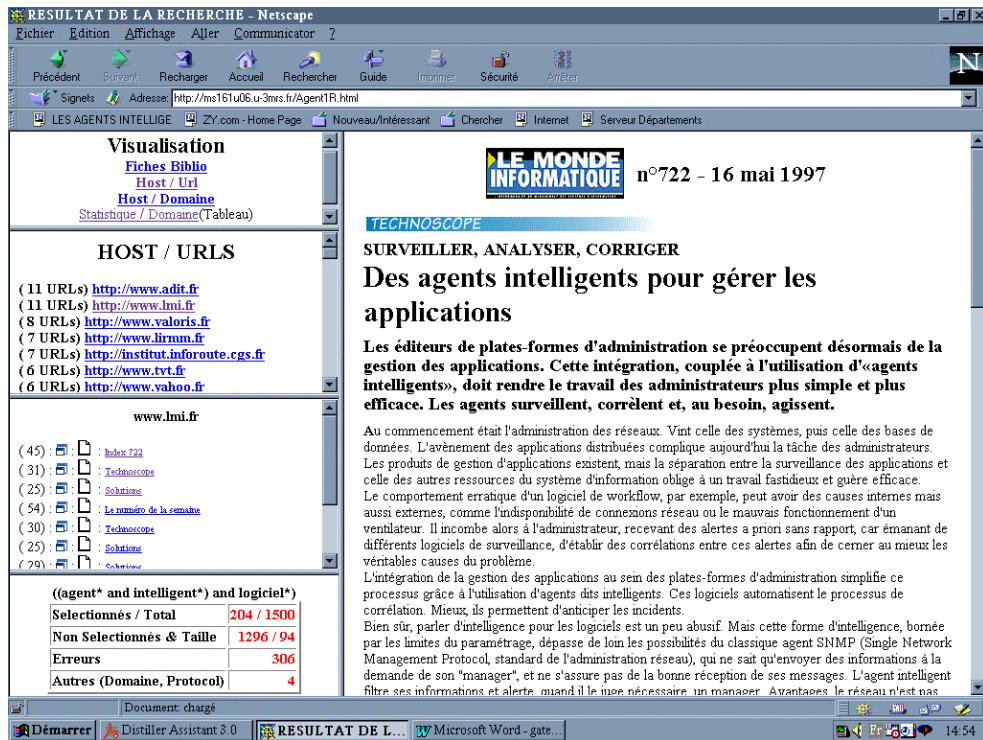 RESULTAT DE LA RECHERCHE - Netscape
Fichier Edition Affichage Aller Communicator ?
Précédent Suivant Recharger Accueil Rechercher Guide Imprimer Sécurité Arrêter
N
Signets Adresse: http://ms161u06.u-3mrs.fr/Agent1R.html
LES AGENTS INTELLIGE ZY.com - Home Page Nouveau/Intéressant Chercher Internet Serveur Départements
Visualisation
Fiches Biblio
Host / Url
Host / Domaine
Statistique / Domaine(Tableau)
HOST / URLS
( 11 URLs) http://www.adit.fr
( 11 URLs) http://www.lmi.fr
( 8 URLs) http://www.valoris.fr
( 7 URLs) http://www.lirmm.fr
( 7 URLs) http://institut.inforoute.cgs.fr
( 6 URLs) http://www.tvt.fr
( 6 URLs) http://www.yahoo.fr
www.lmi.fr
( 45) : : : Index 722
( 31) : : : Technoscope
( 25) : : : Solutions
( 54) : : : Le numéro de la semaine
( 30) : : : Technoscope
( 25) : : : Solutions
( 29) : : : Solutions
((agent* and intelligent*) and logiciel*)
Selectionnés / Total 204 / 1500
Non Selectionnés & Taille 1296 / 94
Erreurs 306
Autres (Domaine, Protocol) 4
LE MONDE
INFORMATIQUE
n°722 - 16 mai 1997
TECHNOSCOPE
SURVEILLER, ANALYSER, CORRIGER
Des agents intelligents pour gérer les
applications
Les éditeurs de plates-formes d'administration se préoccupent désormais de la
gestion des applications. Cette intégration, couplée à l'utilisation d'«agents
intelligents», doit rendre le travail des administrateurs plus simple et plus
efficace. Les agents surveillent, corrèlent et, au besoin, agissent.
Au commencement était l'administration des réseaux. Vint celle des systèmes, puis celle des bases de
données. L'avènement des applications distribuées complique aujourd'hui la tâche des administrateurs.
Les produits de gestion d'applications existent, mais la séparation entre la surveillance des applications et
celle des autres ressources du système d'information oblige à un travail fastidieux et guère efficace.
Le comportement erratique d'un logiciel de workflow, par exemple, peut avoir des causes internes mais
aussi externes, comme l'indisponibilité de connexions réseau ou le mauvais fonctionnement d'un
ventilateur. Il incombe alors à l'administrateur, recevant des alertes a priori sans rapport, car émanant de
différents logiciels de surveillance, d'établir des corrélations entre ces alertes afin de cerner au mieux les
véritables causes du problème.
L'intégration de la gestion des applications au sein des plates-formes d'administration simplifie ce
processus grâce à l'utilisation d'agents dits intelligents. Ces logiciels automatisent le processus de
corrélation. Mieux, ils permettent d'anticiper les incidents.
Bien sûr, parler d'intelligence pour les logiciels est un peu abusif. Mais cette forme d'intelligence, bornée
par les limites du paramétrage, dépasse de loin les possibilités du classique agent SNMP (Single Network
Management Protocol, standard de l'administration réseau), qui ne sait qu'envoyer des informations à la
demande de son "manager", et ne s'assure pas de la bonne réception de ses messages. L'agent intelligent
filtre ses informations et alerte, quand il le juge nécessaire, un manager. Avantages, le réseau n'est pas
Document: chargé
Démarrer Distiller Assistant 3.0 RESULTAT DE L... Microsoft Word - gate... Fr 14:54